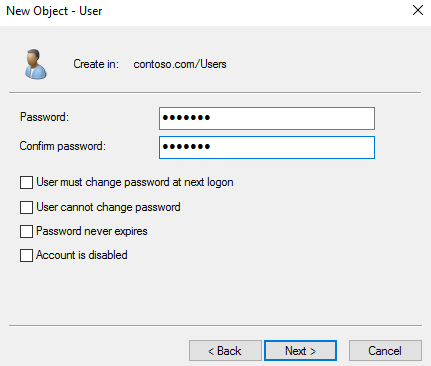 New Object - User
Create in: contoso.com/Users
Password: •••••••
Confirm password: •••••••
User must change password at next logon
User cannot change password
Password never expires
Account is disabled
< Back Next > Cancel